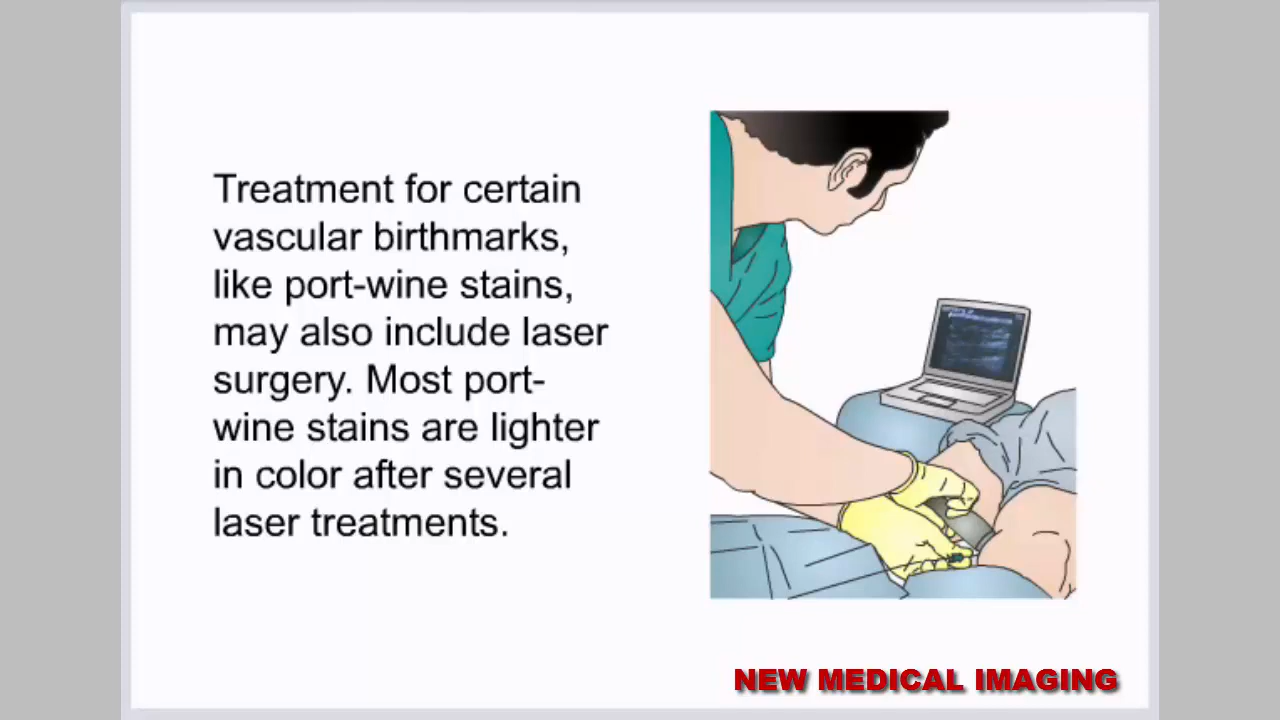 Treatment for certain
vascular birthmarks,
like port-wine stains,
may also include laser
surgery. Most port-
wine stains are lighter
in color after several
laser treatments.
NEW MEDICAL IMAGING